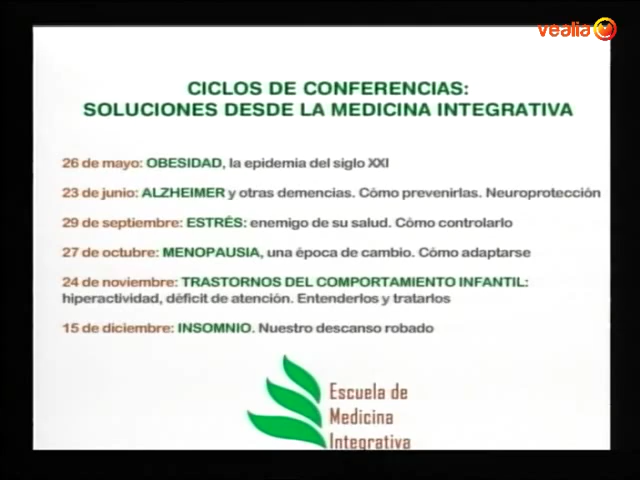 vealia
CICLOS DE CONFERENCIAS:
SOLUCIONES DESDE LA MEDICINA INTEGRATIVA
26 de mayo: OBESIDAD, la epidemia del siglo XXI
23 de junio: ALZHEIMER y otras demencias. Cómo prevenirlas. Neuroprotección
29 de septiembre: ESTRÉS: enemigo de su salud. Cómo controlarlo
27 de octubre: MENOPAUSIA, una época de cambio. Cómo adaptarse
24 de noviembre: TRASTORNOS DEL COMPORTAMIENTO INFANTIL:
hiperactividad, déficit de atención. Entenderlos y tratarlos
15 de diciembre: INSOMNIO. Nuestro descanso robado
Escuela de
Medicina
Integrativa